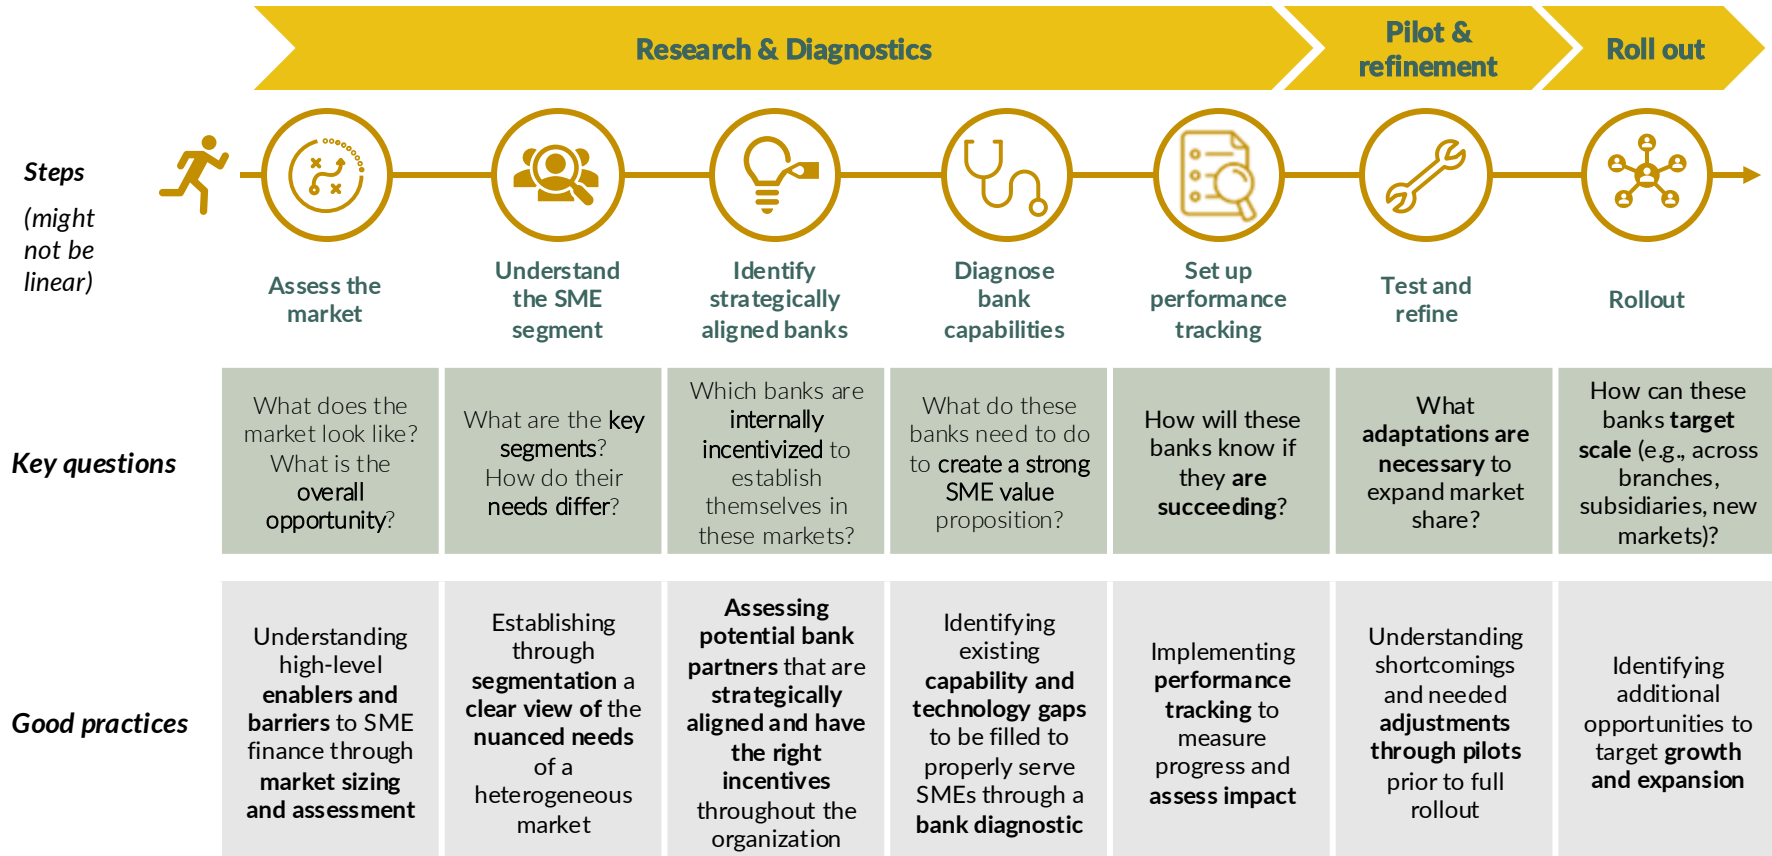 Research & Diagnostics
Pilot &
refinement
Roll out
Steps
(might
not be
linear)
Assess the
market
Understand
the SME
segment
Identify
strategically
aligned banks
Diagnose
bank
capabilities
Set up
performance
tracking
Test and
refine
Rollout
Key questions
What does the
market look like?
What is the
overall
opportunity?
What are the key
segments?
How do their
needs differ?
Which banks are
internally
incentivized to
establish
themselves in
these markets?
What do these
banks need to do
to create a strong
SME value
proposition?
How will these
banks know if
they are
succeeding?
What
adaptations are
necessary to
expand market
share?
How can these
banks target
scale (e.g., across
branches,
subsidiaries, new
markets)?
Good practices
Understanding
high-level
enablers and
barriers to SME
finance through
market sizing
and assessment
Establishing
through
segmentation a
clear view of the
nuanced needs
of a
heterogeneous
market
Assessing
potential bank
partners that are
strategically
aligned and have
the right
incentives
throughout the
organization
Identifying
existing
capability and
technology gaps
to be filled to
properly serve
SMEs through a
bank diagnostic
Implementing
performance
tracking to
measure
progress and
assess impact
Understanding
shortcomings
and needed
adjustments
through pilots
prior to full
rollout
Identifying
additional
opportunities to
target growth
and expansion